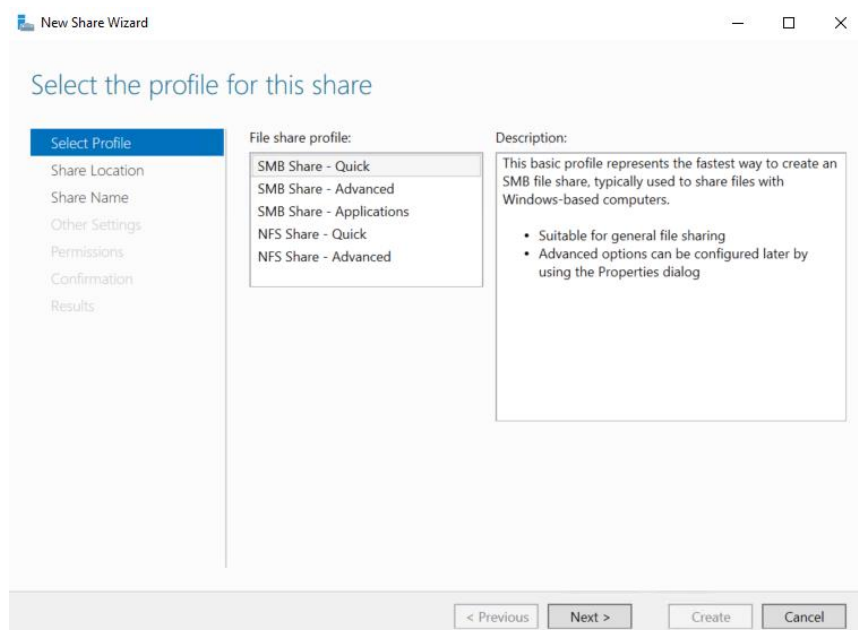 New Share Wizard
Select the profile for this share
Select Profile
Share Location
Share Name
Other Settings
Permissions
Confirmation
Results
File share profile:
SMB Share - Quick
SMB Share - Advanced
SMB Share - Applications
NFS Share - Quick
NFS Share - Advanced
Description:
This basic profile represents the fastest way to create an
SMB file share, typically used to share files with
Windows-based computers.
• Suitable for general file sharing
• Advanced options can be configured later by
using the Properties dialog
< Previous
Next >
Create
Cancel